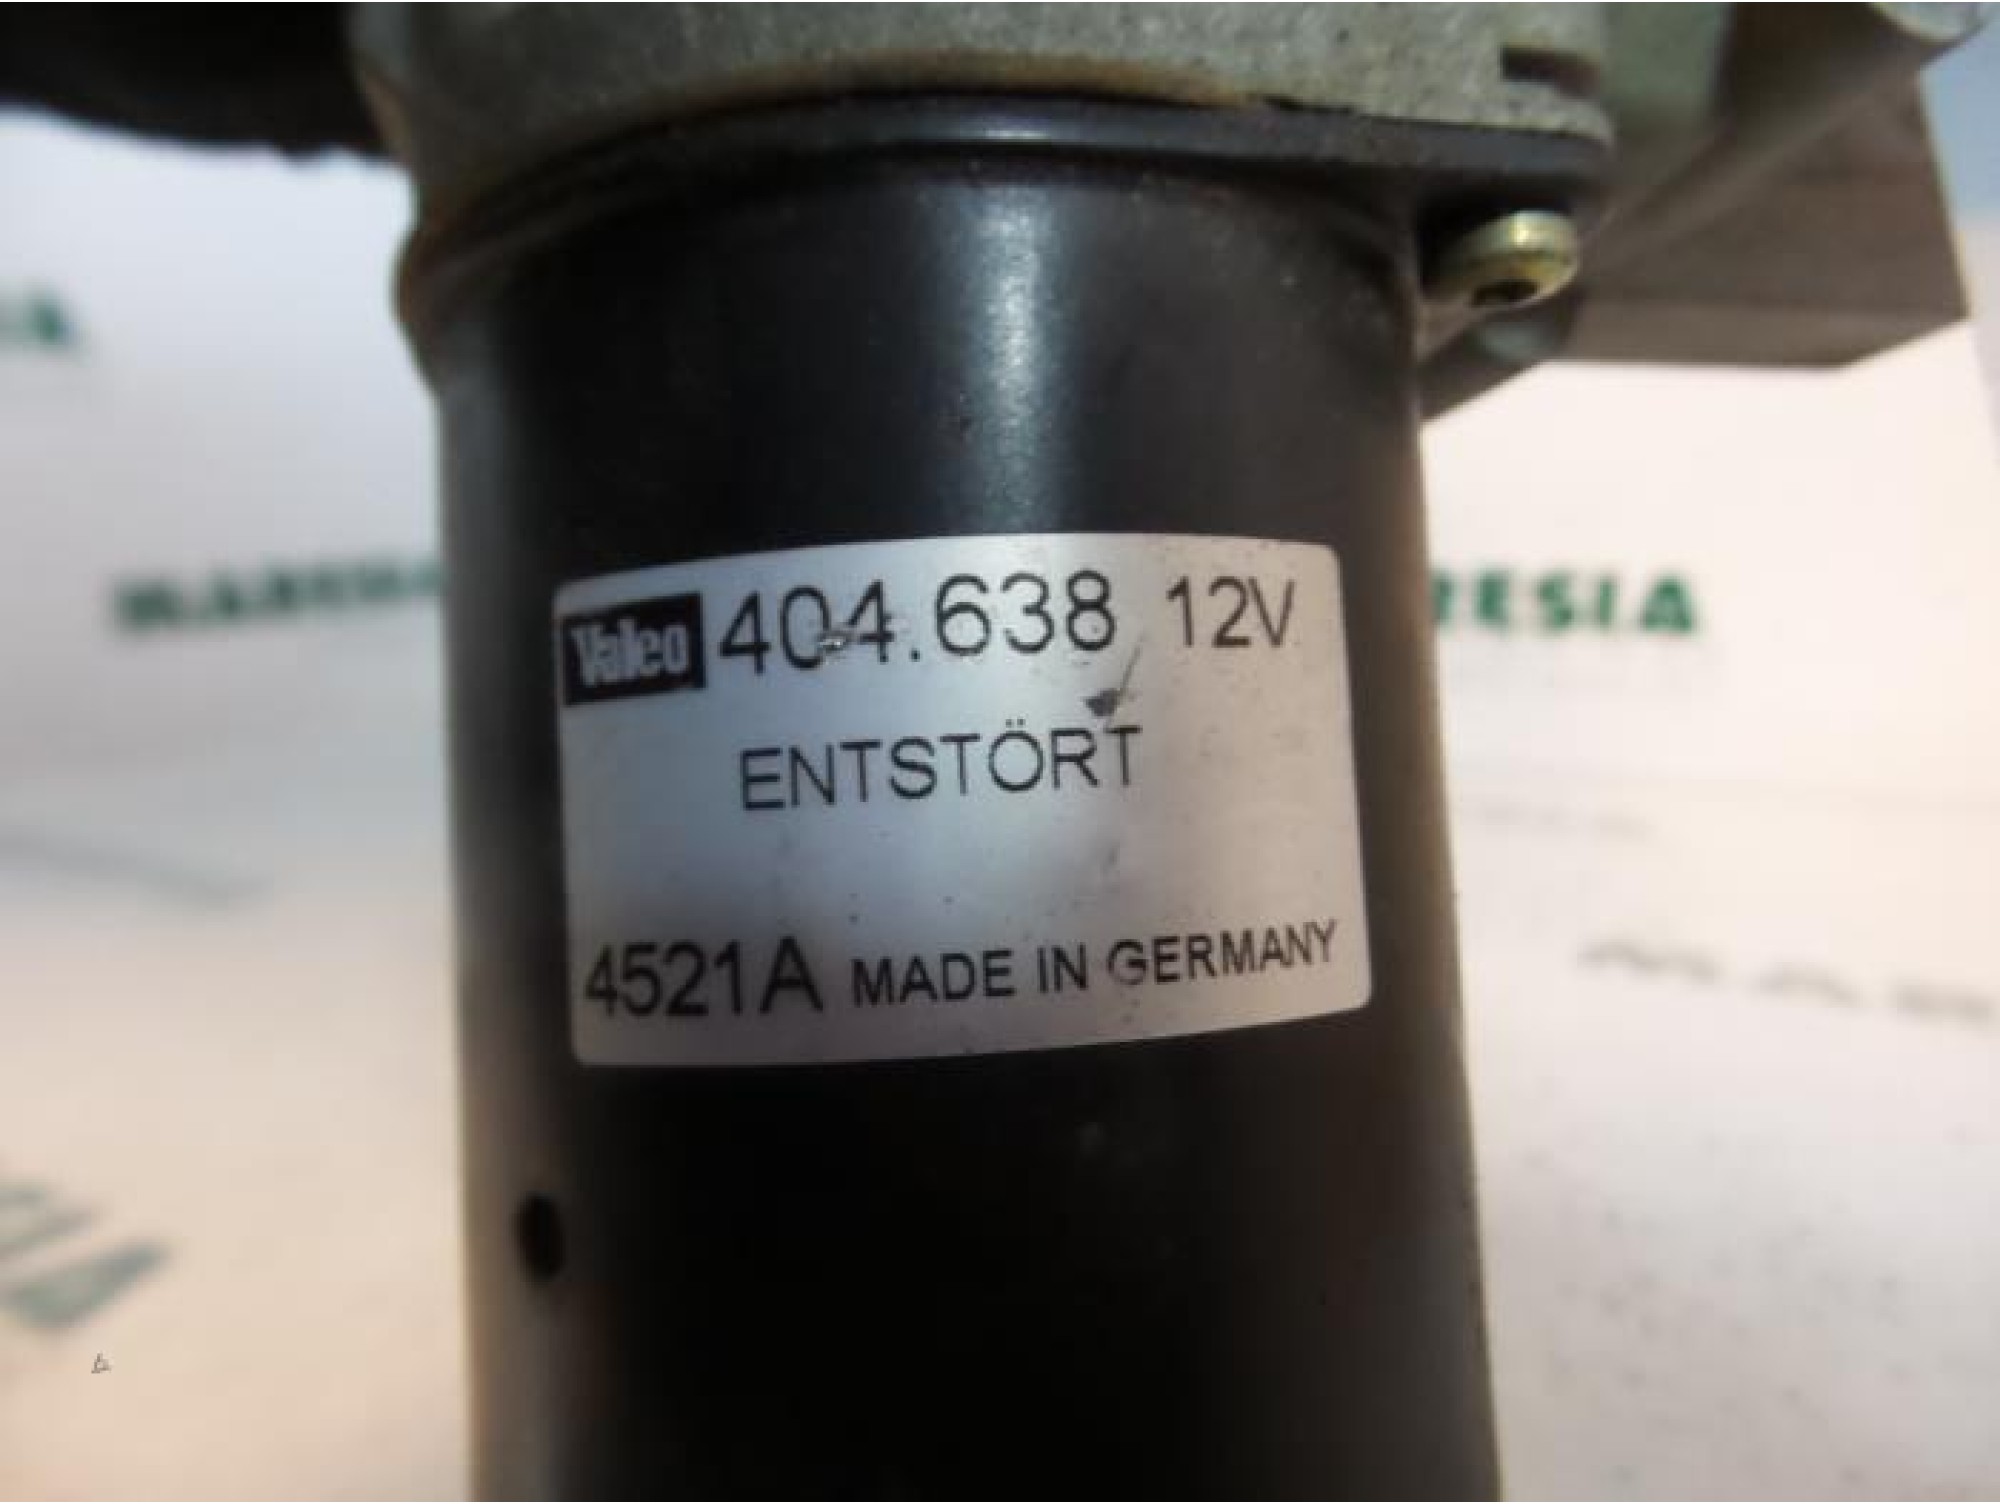 Valeo 404.638 12V
ENTSTÖRT
4521A MADE IN GERMANY